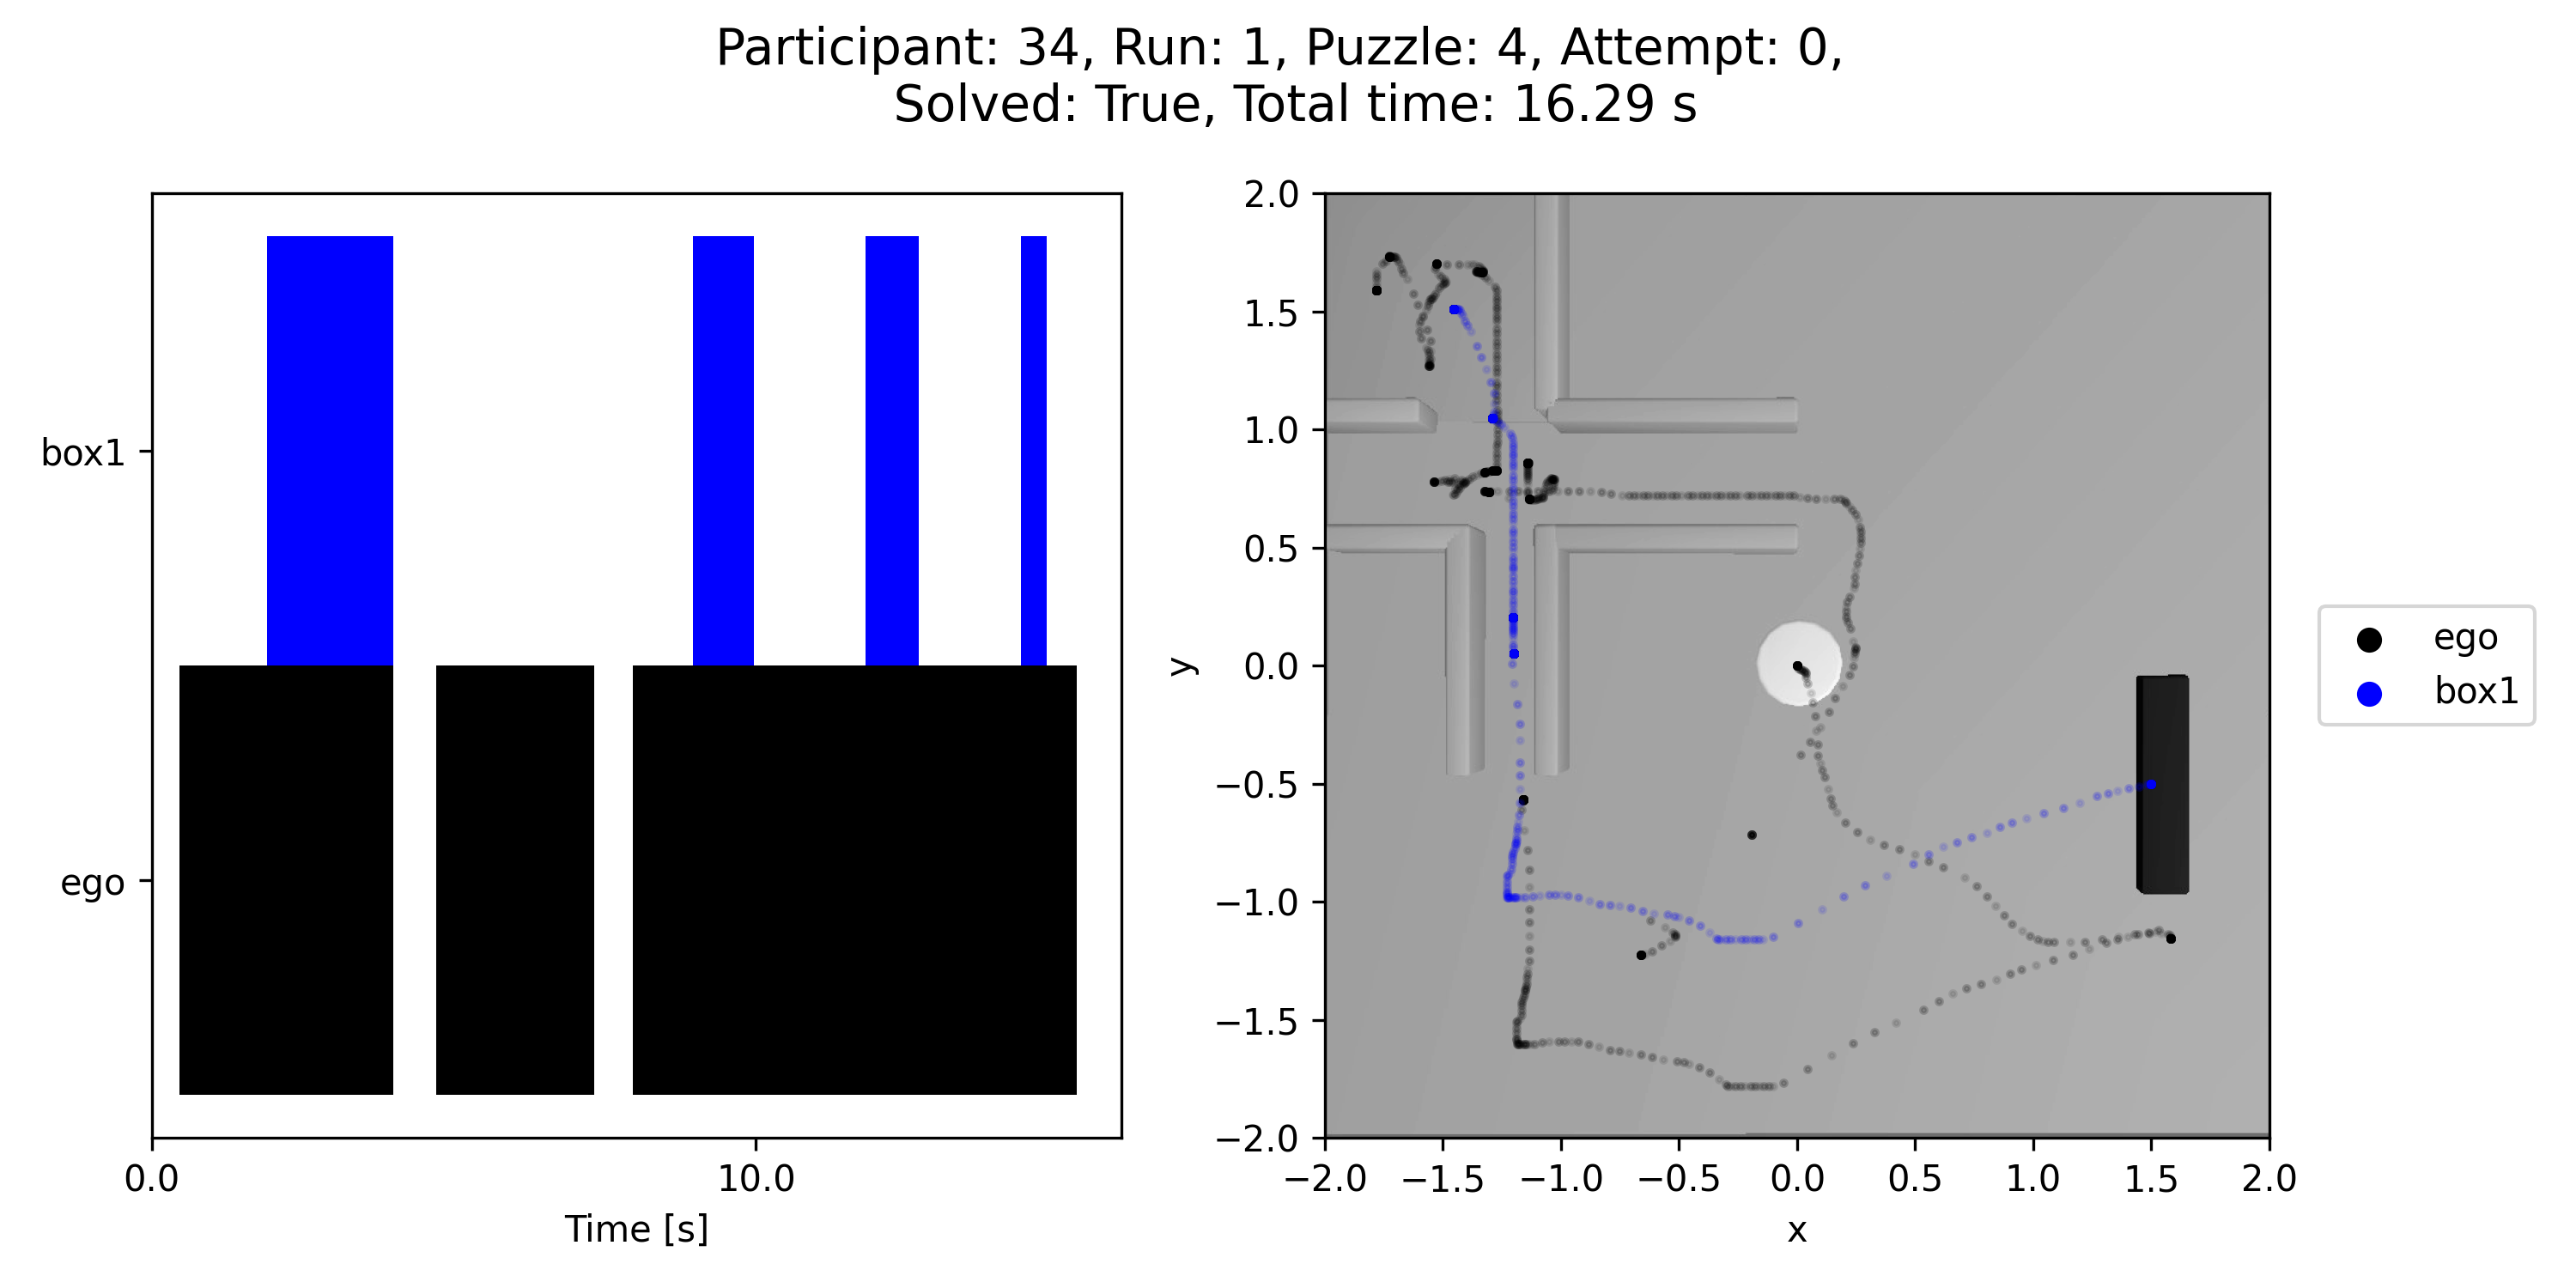 Participant: 34, Run: 1, Puzzle: 4, Attempt: 0,
Solved: True, Total time: 16.29 s
box1
ego
0.0
10.0
Time [s]
2.0
1.5
1.0
0.5
0.0
−0.5
−1.0
−1.5
−2.0
y
−2.0
−1.5
−1.0
−0.5
0.0
0.5
1.0
1.5
2.0
x
ego
box1